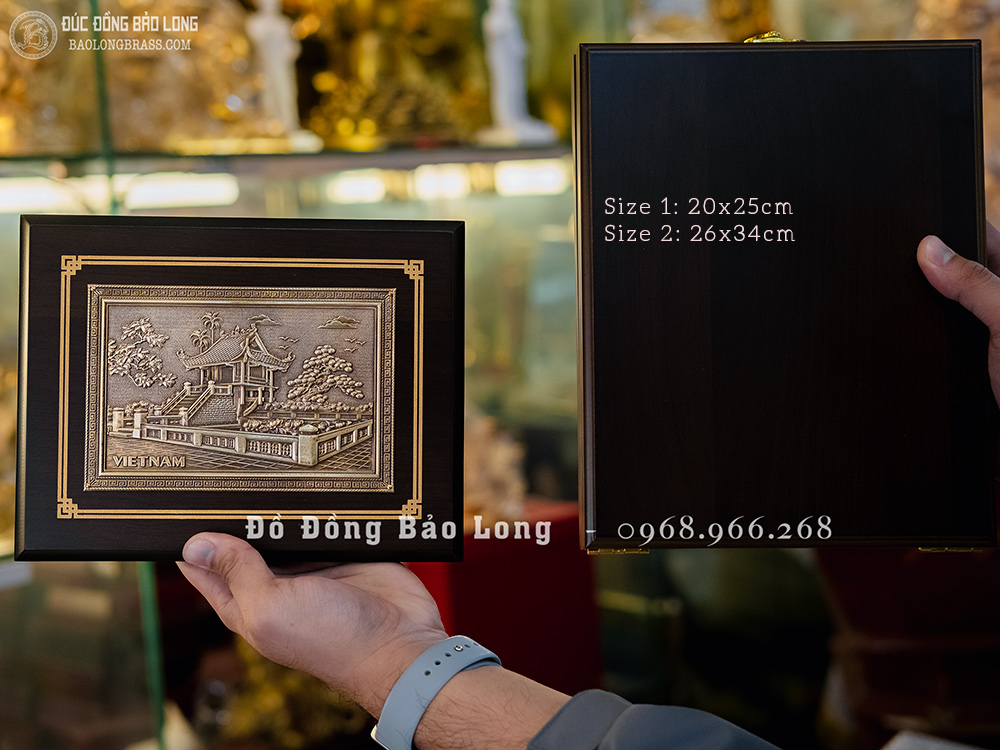 ĐÚC ĐỒNG BẢO LONG
BAOLONGBRASS.COM
Size 1: 20x25cm
Size 2: 26x34cm
VIETNAM
Đồ Đồng Bảo Long - 0968.966.268